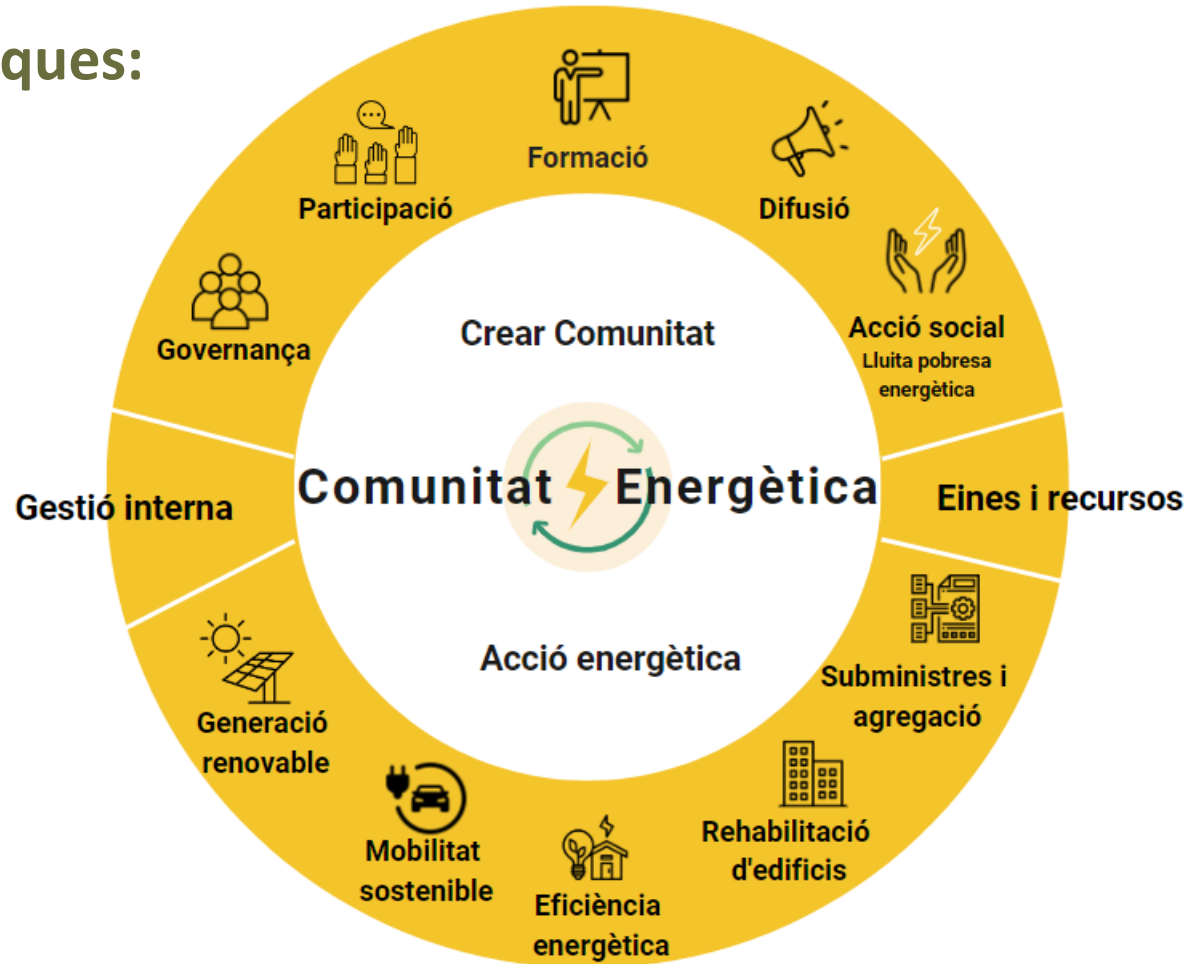 ques:
Formació
Participació
Difusió
Governança
Acció social
Lluita pobresa
energètica
Crear Comunitat
Comunitat Energètica
Gestió interna
Eines i recursos
Acció energètica
Subministres i
agregació
Generació
renovable
Rehabilitació
d'edificis
Mobilitat
sostenible
Eficiència
energètica